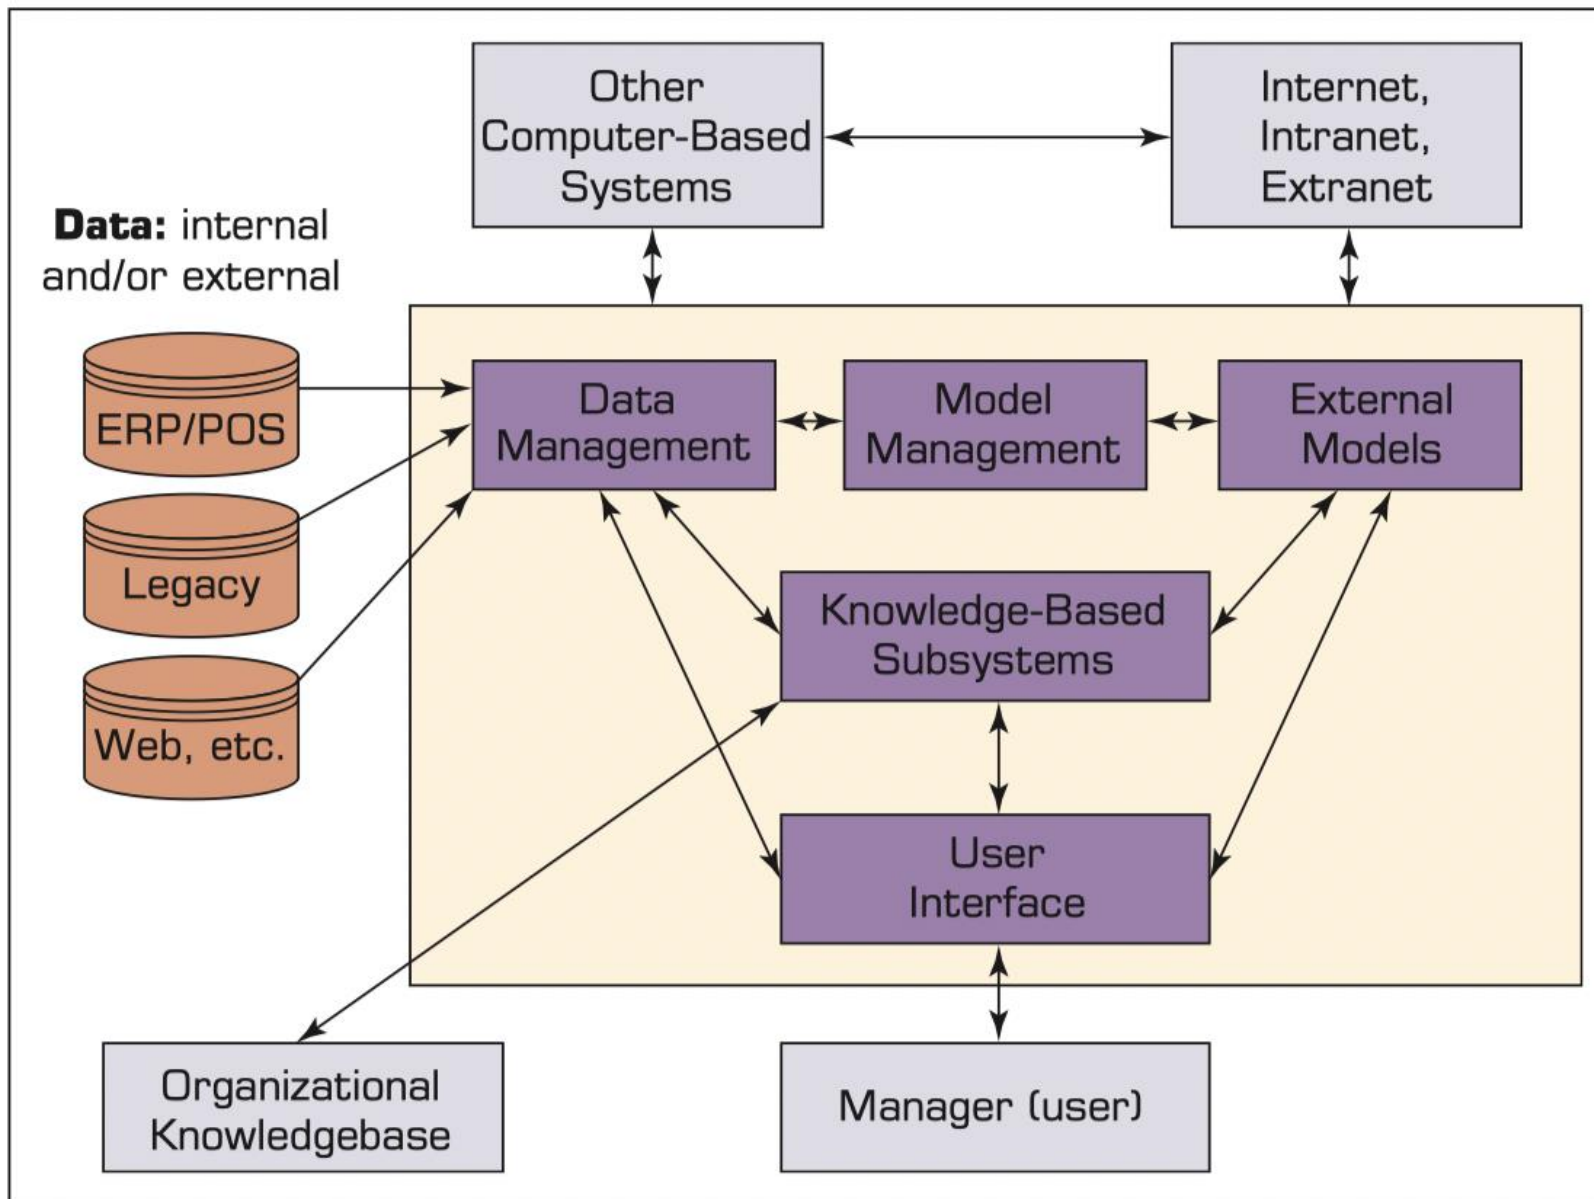 Other
Computer-Based
Systems
Internet,
Intranet,
Extranet
Data: internal
and/or external
ERP/POS
Legacy
Web, etc.
Data
Management
Model
Management
External
Models
Knowledge-Based
Subsystems
User
Interface
Organizational
Knowledgebase
Manager (user)